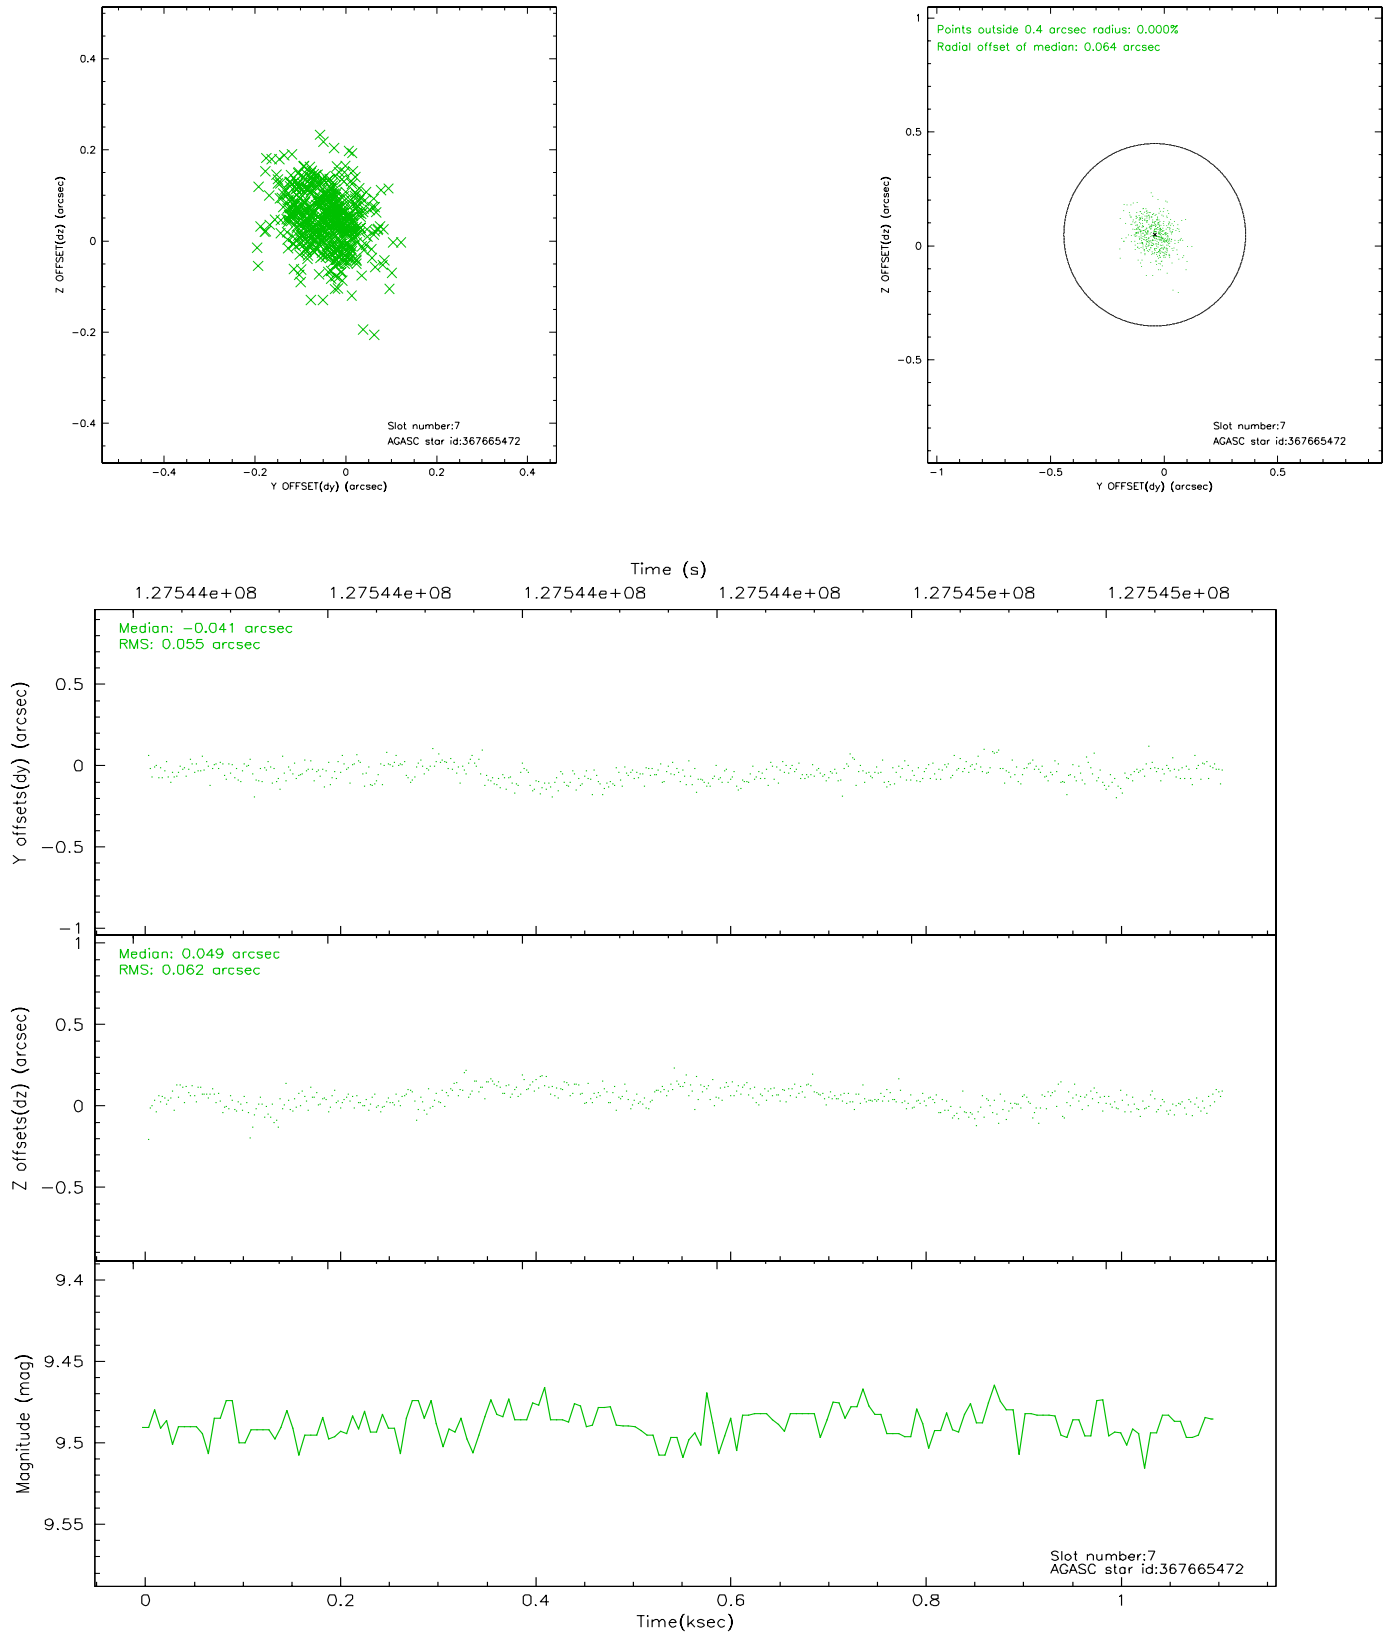 0.4
0.2
0
−0.2
−0.4
Z OFFSET(dz) (arcsec)
Slot number:7
AGASC star id:367665472
−0.4 −0.2 0 0.2 0.4
Y OFFSET(dy) (arcsec)
Points outside 0.4 arcsec radius: 0.000%
Radial offset of median: 0.064 arcsec
1
0.5
0
−0.5
Z OFFSET(dz) (arcsec)
Slot number:7
AGASC star id:367665472
−1 −0.5 0 0.5
Y OFFSET(dy) (arcsec)
Time (s)
1.27544e+08 1.27544e+08 1.27544e+08 1.27544e+08 1.27545e+08 1.27545e+08
Median: −0.041 arcsec
RMS: 0.055 arcsec
0.5
0
−0.5
−1
Y offsets(dy) (arcsec)
Median: 0.049 arcsec
RMS: 0.062 arcsec
1
0.5
0
−0.5
Z offsets(dz) (arcsec)
9.4
9.45
9.5
9.55
Magnitude (mag)
Slot number:7
AGASC star id:367665472
0 0.2 0.4 0.6 0.8 1
Time(ksec)